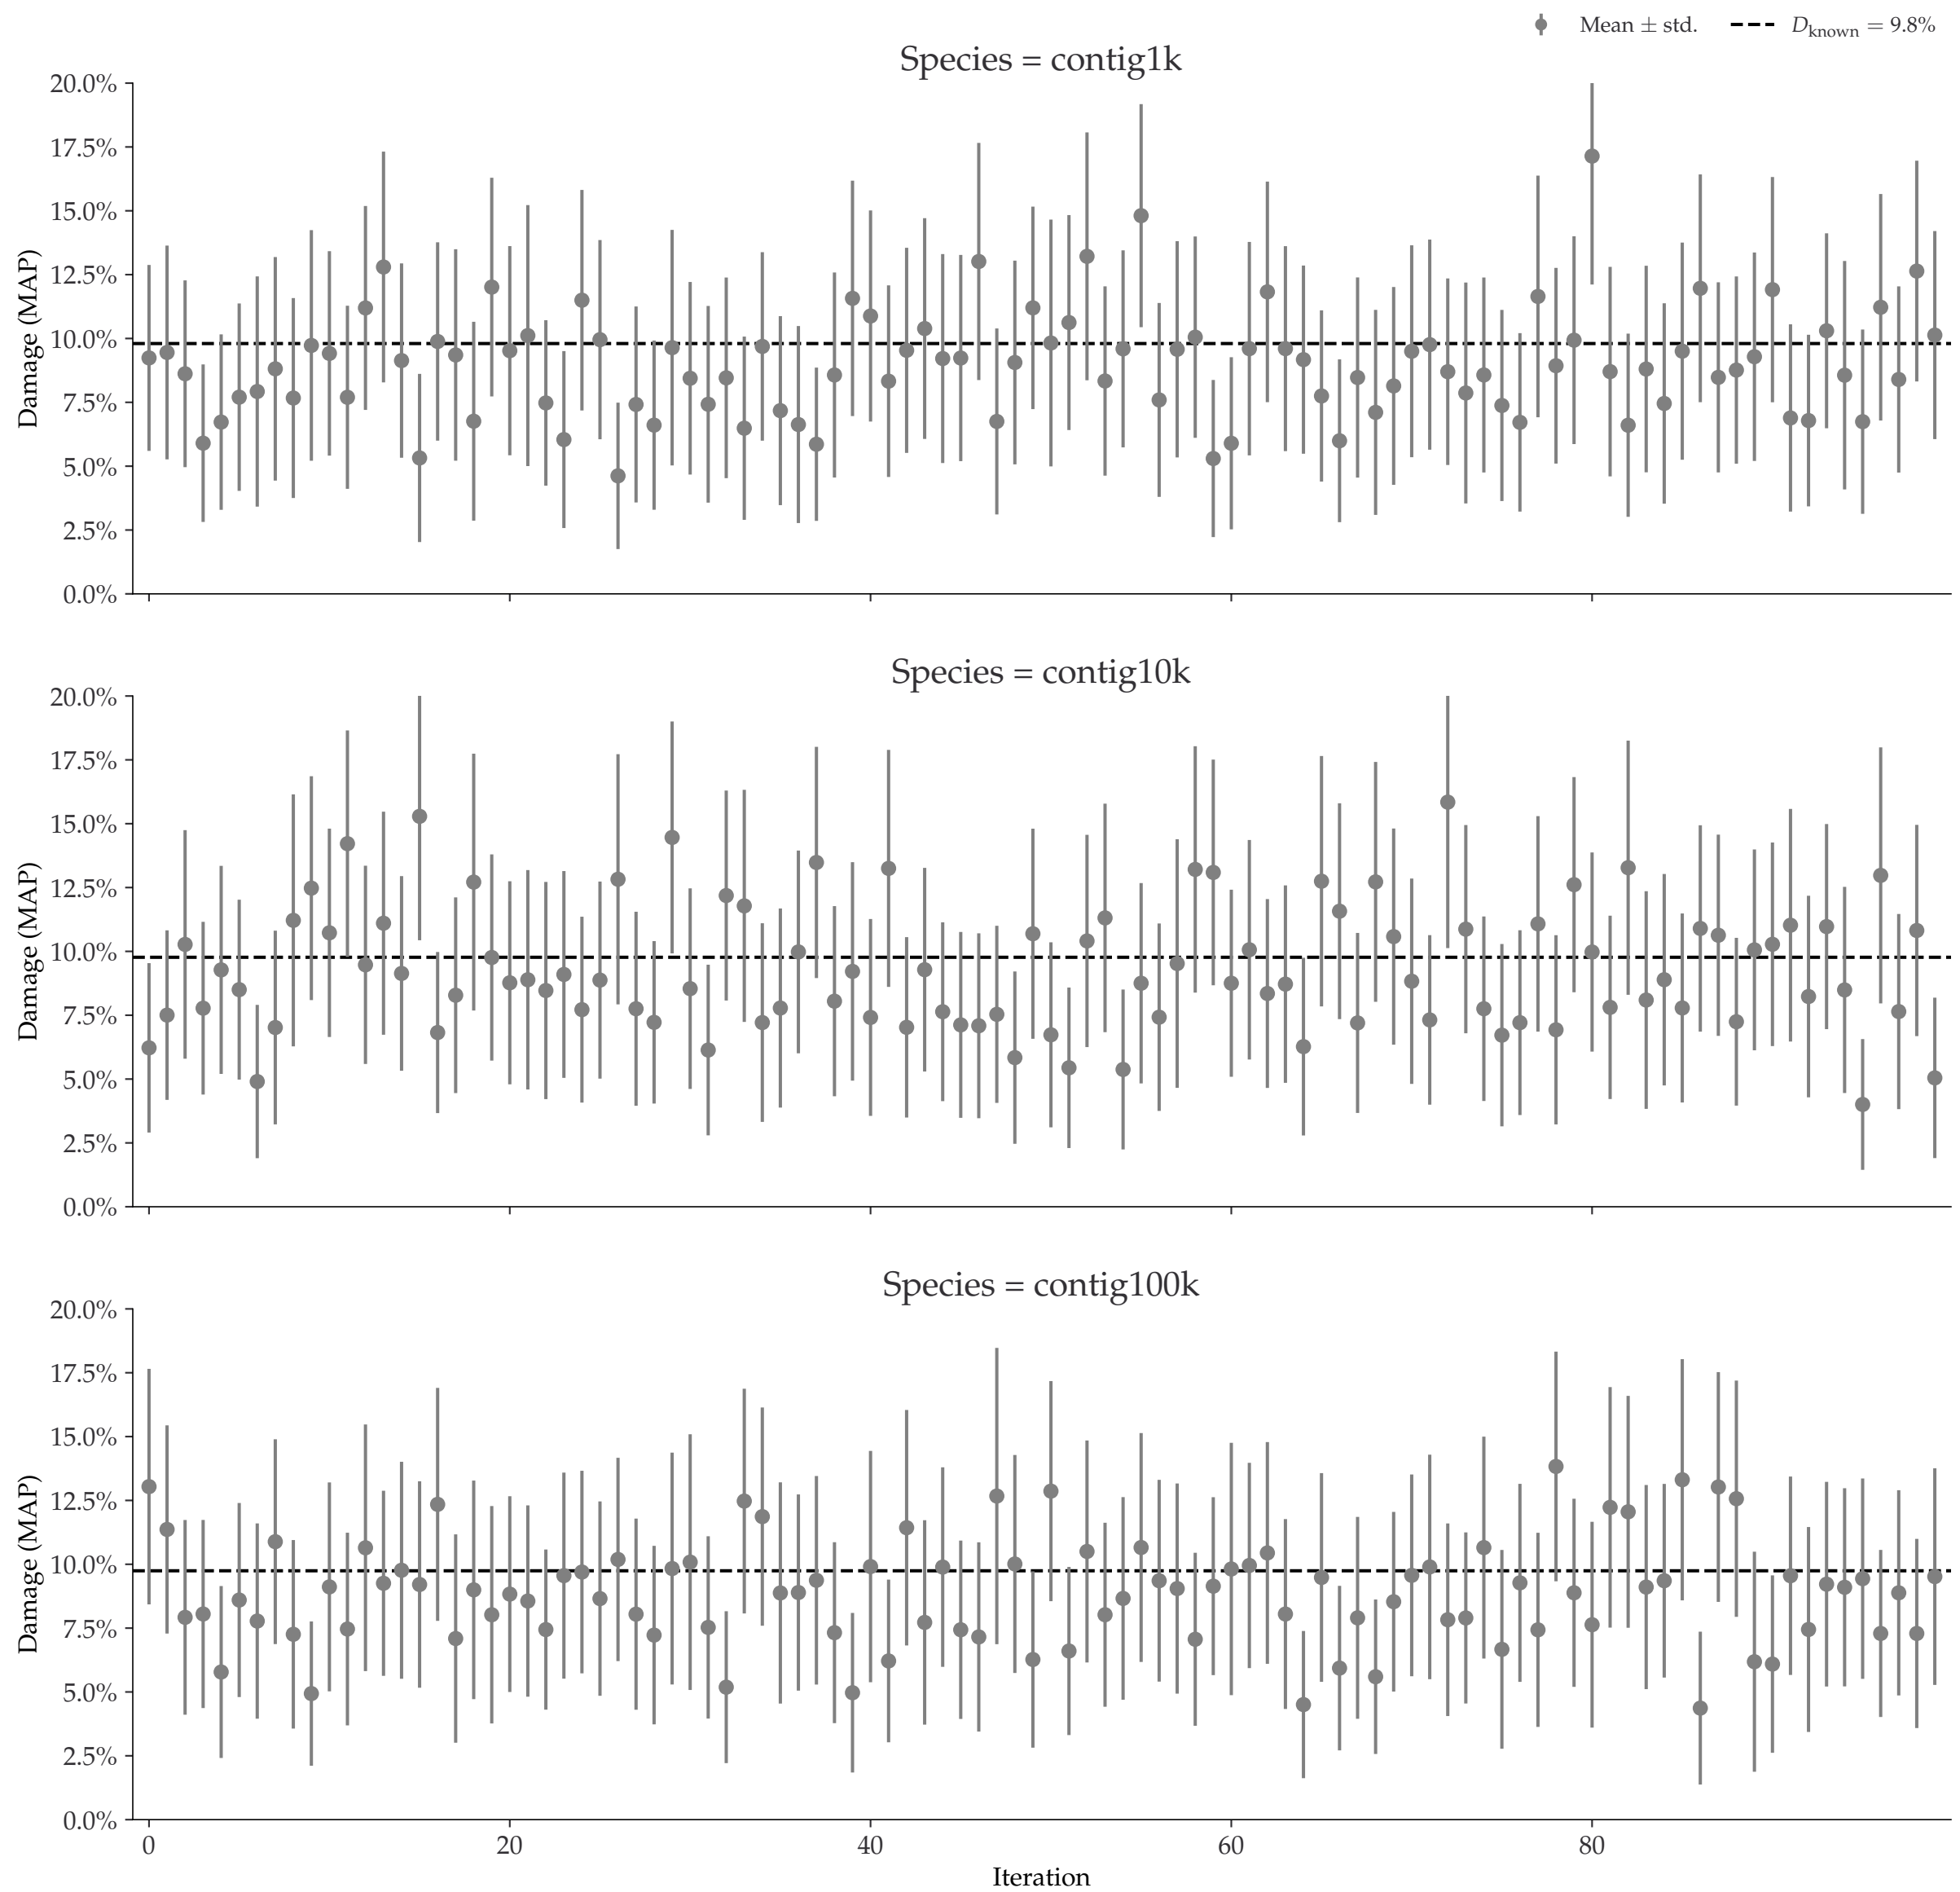 Mean ± std.
D_known = 9.8%
Species = contig1k
20.0%
17.5%
15.0%
12.5%
10.0%
7.5%
5.0%
2.5%
0.0%
Damage (MAP)
Species = contig10k
20.0%
17.5%
15.0%
12.5%
10.0%
7.5%
5.0%
2.5%
0.0%
Damage (MAP)
Species = contig100k
20.0%
17.5%
15.0%
12.5%
10.0%
7.5%
5.0%
2.5%
0.0%
Damage (MAP)
0 20 40 60 80
Iteration